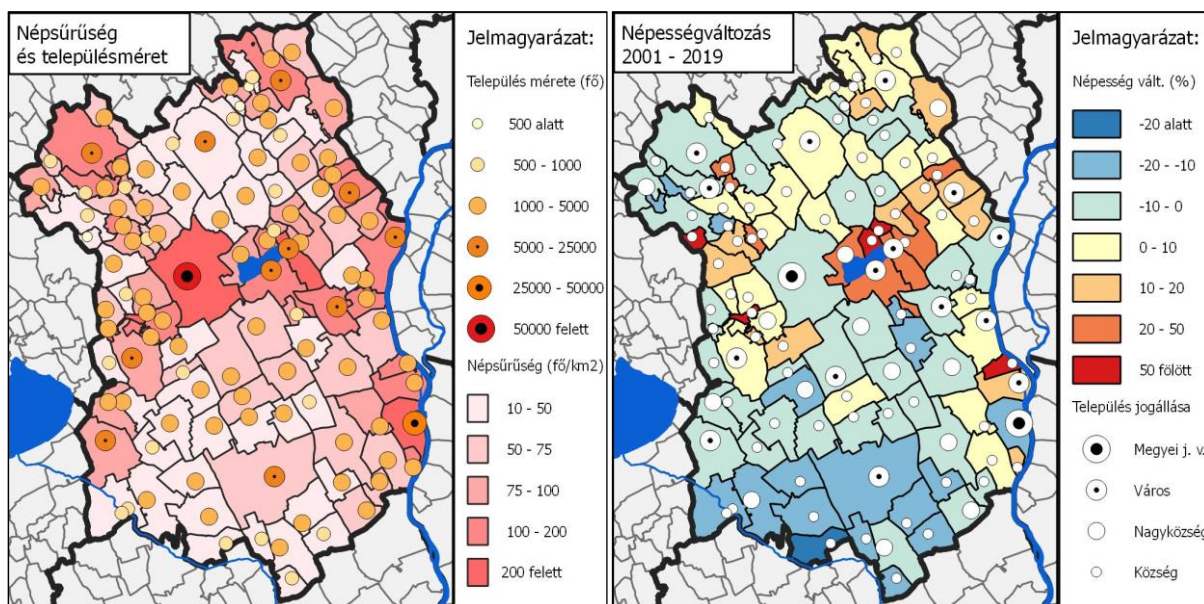 Népsűrűség
és településméret
Jelmagyarázat:
Település mérete (fő)
500 alatt
500 - 1000
1000 - 5000
5000 - 25000
25000 - 50000
50000 felett
Népsűrűség (fő/km2)
10 - 50
50 - 75
75 - 100
100 - 200
200 felett
Népességváltozás
2001 - 2019
Jelmagyarázat:
Népesség vált. (%)
-20 alatt
-20 - -10
-10 - 0
0 - 10
10 - 20
20 - 50
50 fölött
Település jogállása
Megyei j. v.
Város
Nagyközség
Község